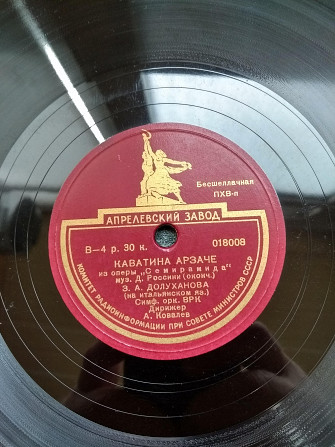 Бесшеллачная
ПХВ-п
АПРЕЛЕВСКИЙ ЗАВОД
В—4 р. 30 к. 018008
КАВАТИНА АРЗАЧЕ
из оперы „Семирамида"
муз. Д. Россини (оконч.)
З. А. ДОЛУХАНОВА
(на итальянском яз.)
Симф. орк. ВРК
Дирижер
А. Ковалев
КОМИТЕТ РАДИОИНФОРМАЦИИ ПРИ СОВЕТЕ МИНИСТРОВ СССР